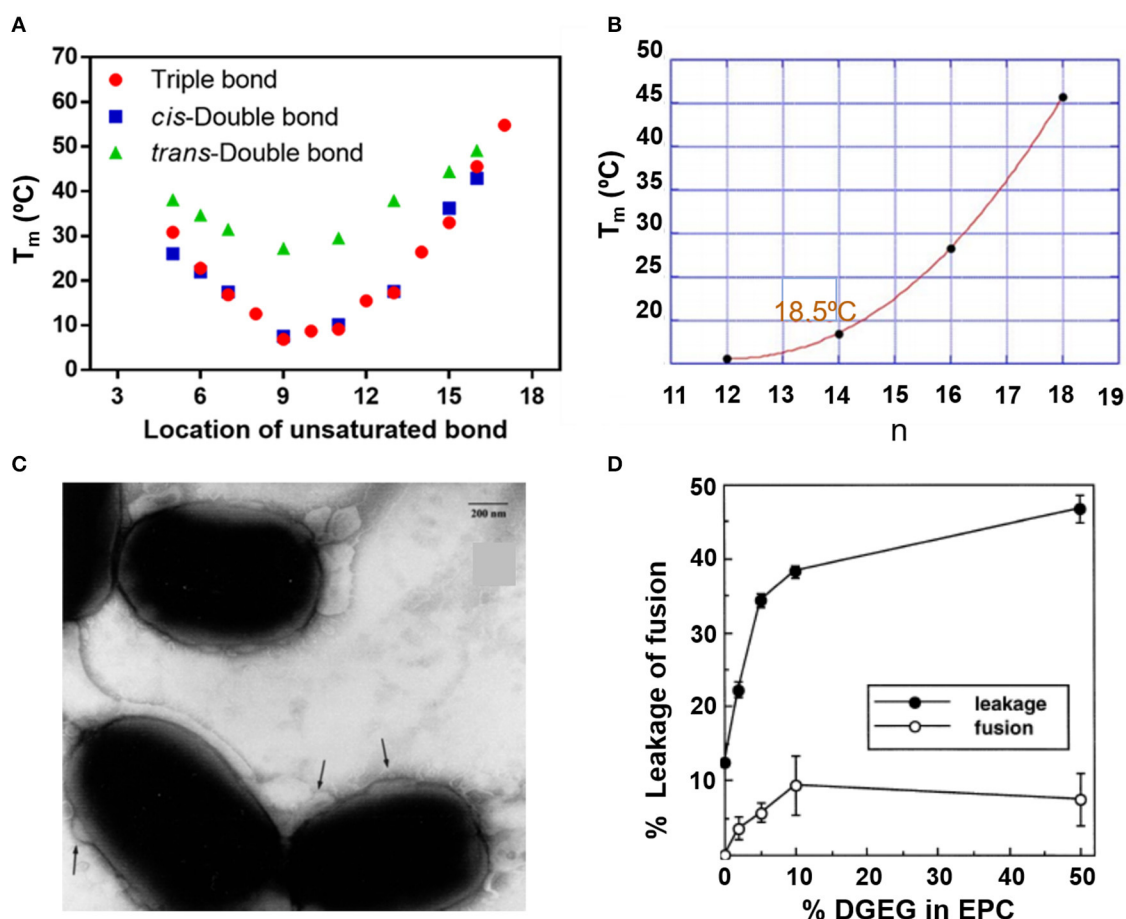 A
70
60
50
40
30
20
10
0
Tm (ºC)
Triple bond
cis-Double bond
trans-Double bond
3 6 9 12 15 18
Location of unsaturated bond
B
50
45
40
35
30
25
20
Tm (ºC)
18.5ºC
11 12 13 14 15 16 17 18 19
n
C
200 nm
D
50
40
30
20
10
% Leakage of fusion
leakage
fusion
0 10 20 30 40 50
% DGEG in EPC